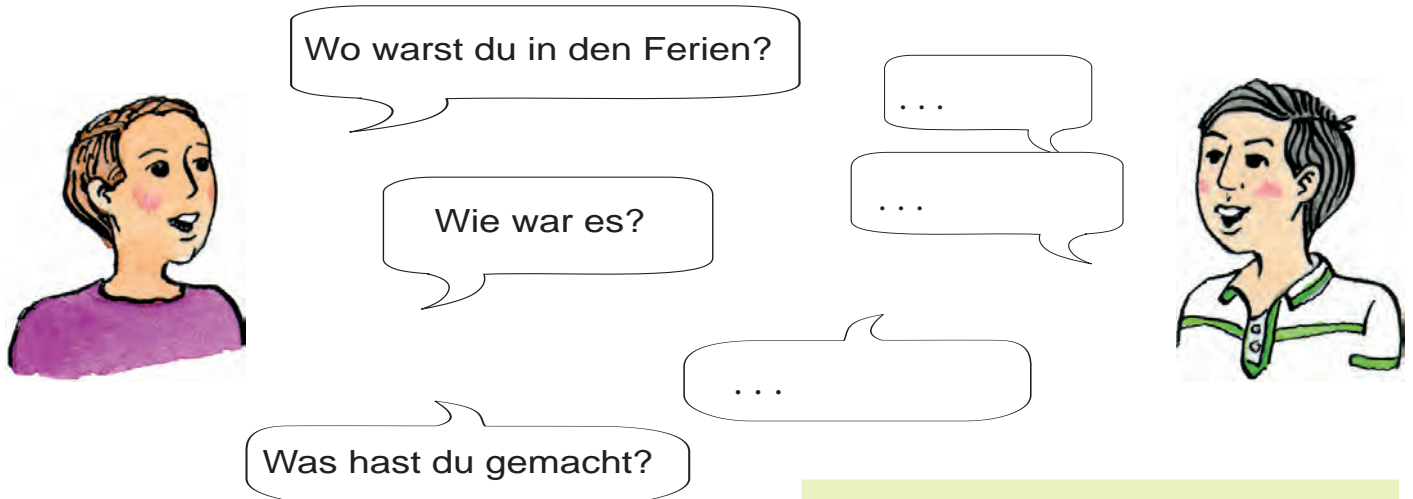 Wo warst du in den Ferien?
. . .
. . .
Wie war es?
. . .
Was hast du gemacht?